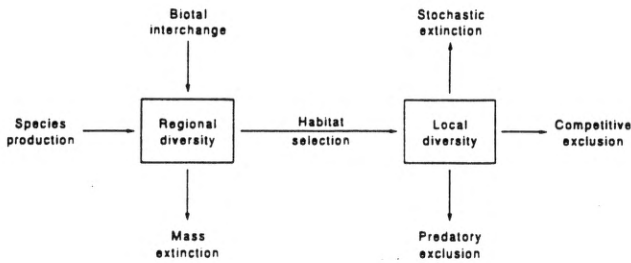 Biotal
interchange
Stochastic
extinction
Species
production
Regional
diversity
Habitat
selection
Local
diversity
Competitive
exclusion
Mass
extinction
Predatory
exclusion